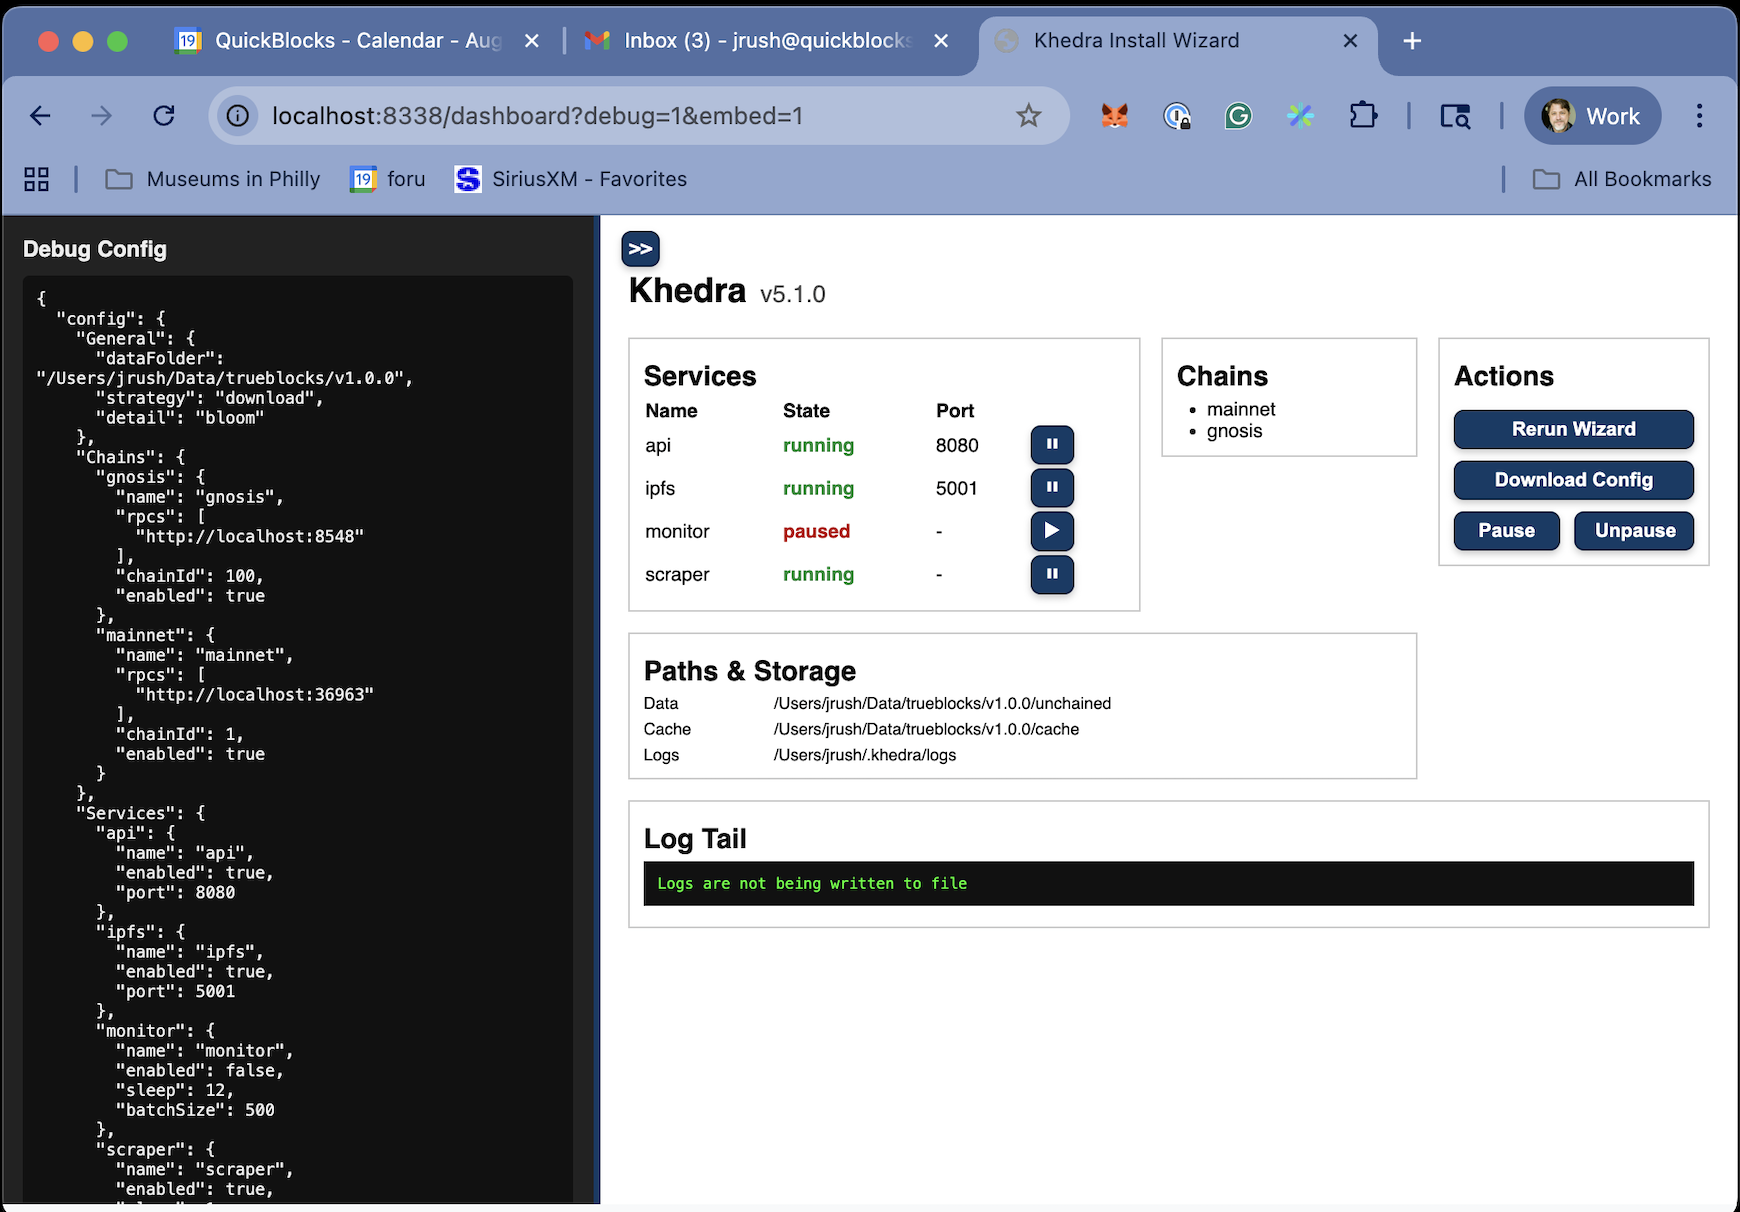 19 QuickBlocks - Calendar - Aug
Inbox (3) - jrush@quickblocks
Khedra Install Wizard
localhost:8338/dashboard?debug=1&embed=1
Work
Museums in Philly
19 foru
SiriusXM - Favorites
All Bookmarks
Debug Config
{
"config": {
"General": {
"dataFolder":
"/Users/jrush/Data/trueblocks/v1.0.0",
"strategy": "download",
"detail": "bloom"
},
"Chains": {
"gnosis": {
"name": "gnosis",
"rpcs": [
"http://localhost:8548"
],
"chainId": 100,
"enabled": true
},
"mainnet": {
"name": "mainnet",
"rpcs": [
"http://localhost:36963"
],
"chainId": 1,
"enabled": true
}
},
"Services": {
"api": {
"name": "api",
"enabled": true,
"port": 8080
},
"ipfs": {
"name": "ipfs",
"enabled": true,
"port": 5001
},
"monitor": {
"name": "monitor",
"enabled": false,
"sleep": 12,
"batchSize": 500
},
"scraper": {
"name": "scraper",
"enabled": true,
>>
Khedra v5.1.0
Services
Name State Port
api running 8080
ipfs running 5001
monitor paused -
scraper running -
Chains
• mainnet
• gnosis
Actions
Rerun Wizard
Download Config
Pause Unpause
Paths & Storage
Data /Users/jrush/Data/trueblocks/v1.0.0/unchained
Cache /Users/jrush/Data/trueblocks/v1.0.0/cache
Logs /Users/jrush/.khedra/logs
Log Tail
Logs are not being written to file